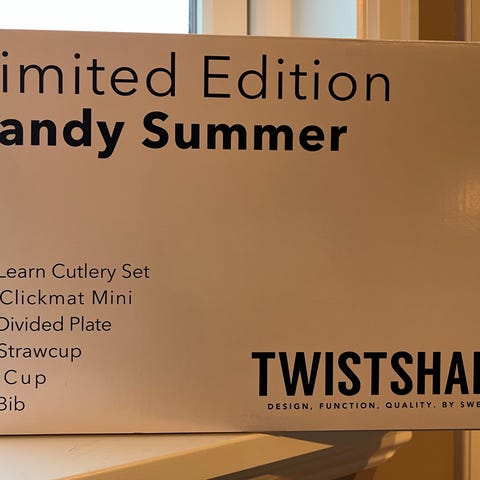 imited Edition
andy Summer
Learn Cutlery Set
Clickmat Mini
Divided Plate
Strawcup
Cup
Bib
TWISTSHA
DESIGN, FUNCTION, QUALITY. BY SWE